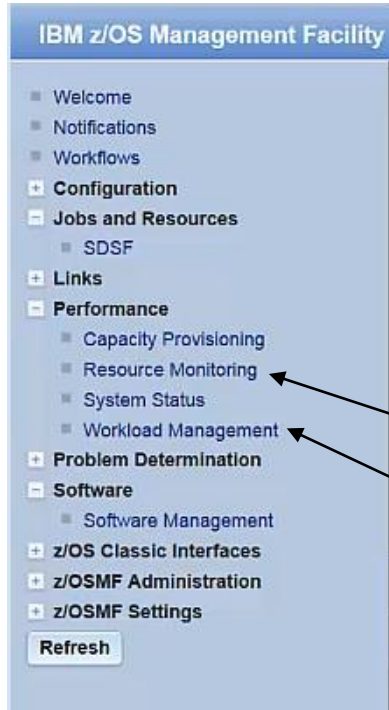 IBM z/OS Management Facility
Welcome
Notifications
Workflows
Configuration
Jobs and Resources
SDSF
Links
Performance
Capacity Provisioning
Resource Monitoring
System Status
Workload Management
Problem Determination
Software
Software Management
z/OS Classic Interfaces
z/OSMF Administration
z/OSMF Settings
Refresh